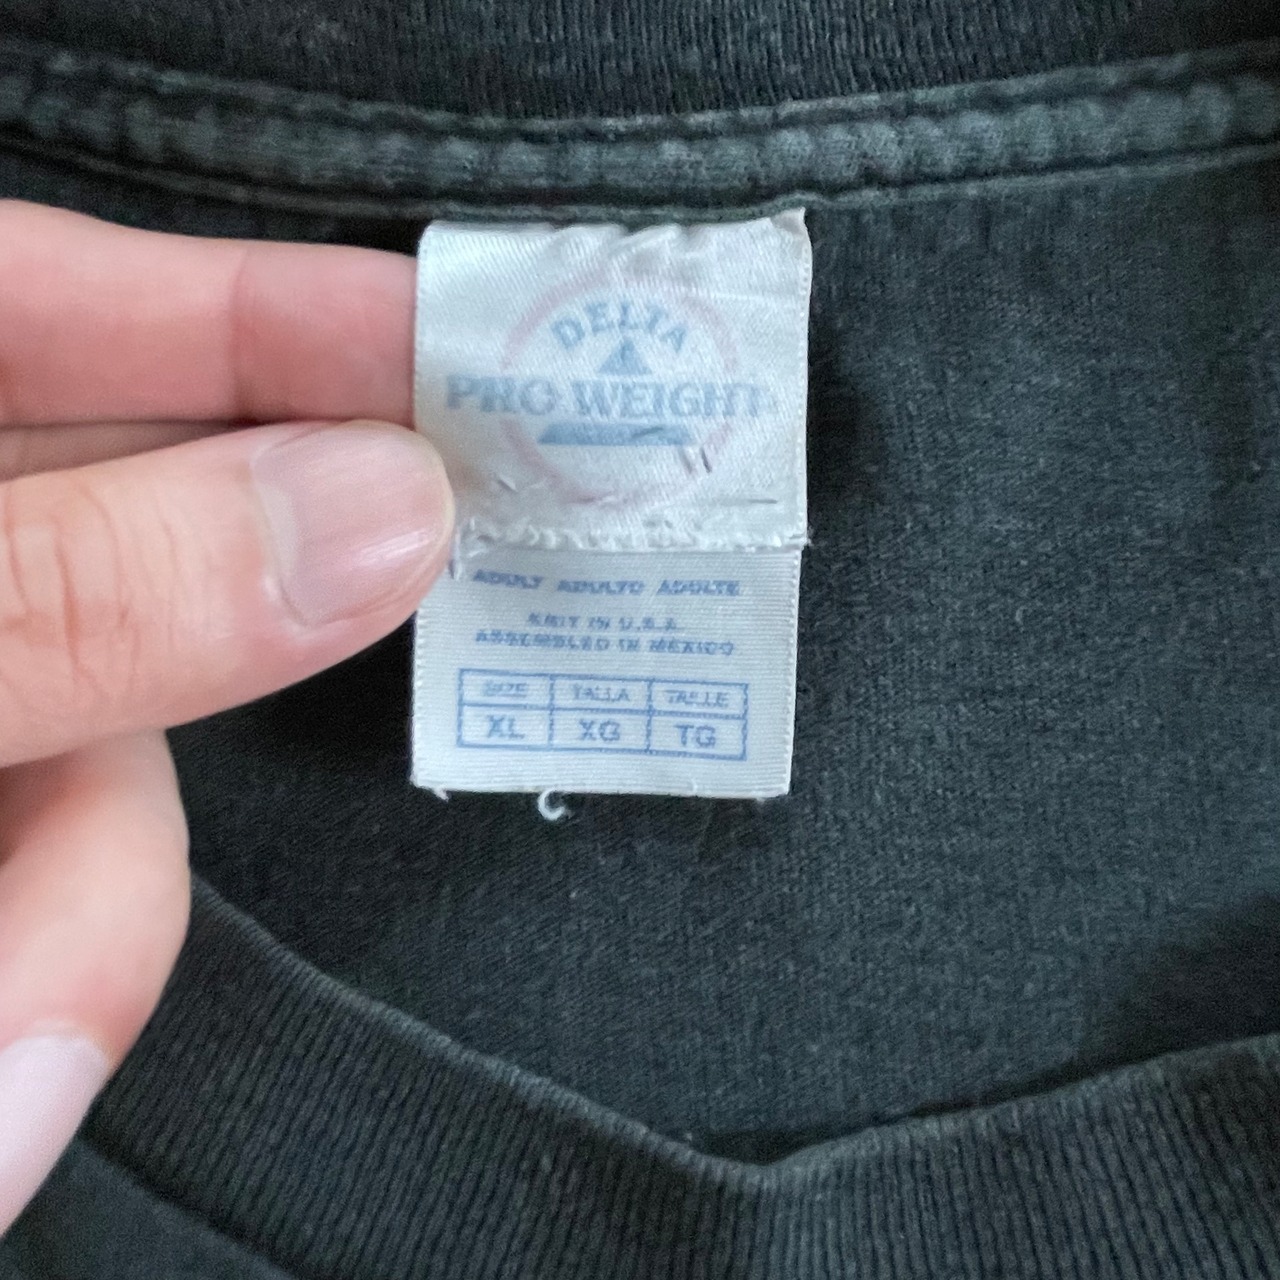 DELTA
PRO WEIGHT
ADULT ADULTO ADULTE
KNIT IN U.S.A.
ASSEMBLED IN MEXICO
SIZE TALLA TAILLE
XL XG TG